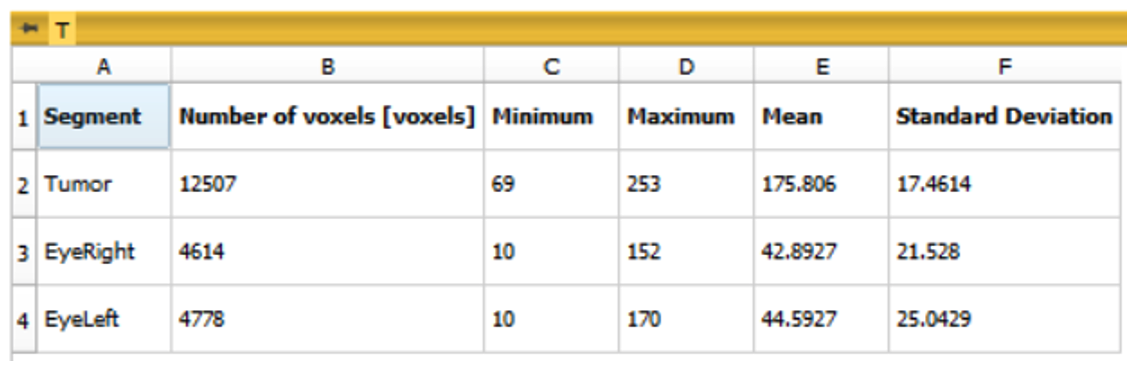 T
A B C D E F
1 Segment Number of voxels [voxels] Minimum Maximum Mean Standard Deviation
2 Tumor 12507 69 253 175.806 17.4614
3 EyeRight 4614 10 152 42.8927 21.528
4 EyeLeft 4778 10 170 44.5927 25.0429